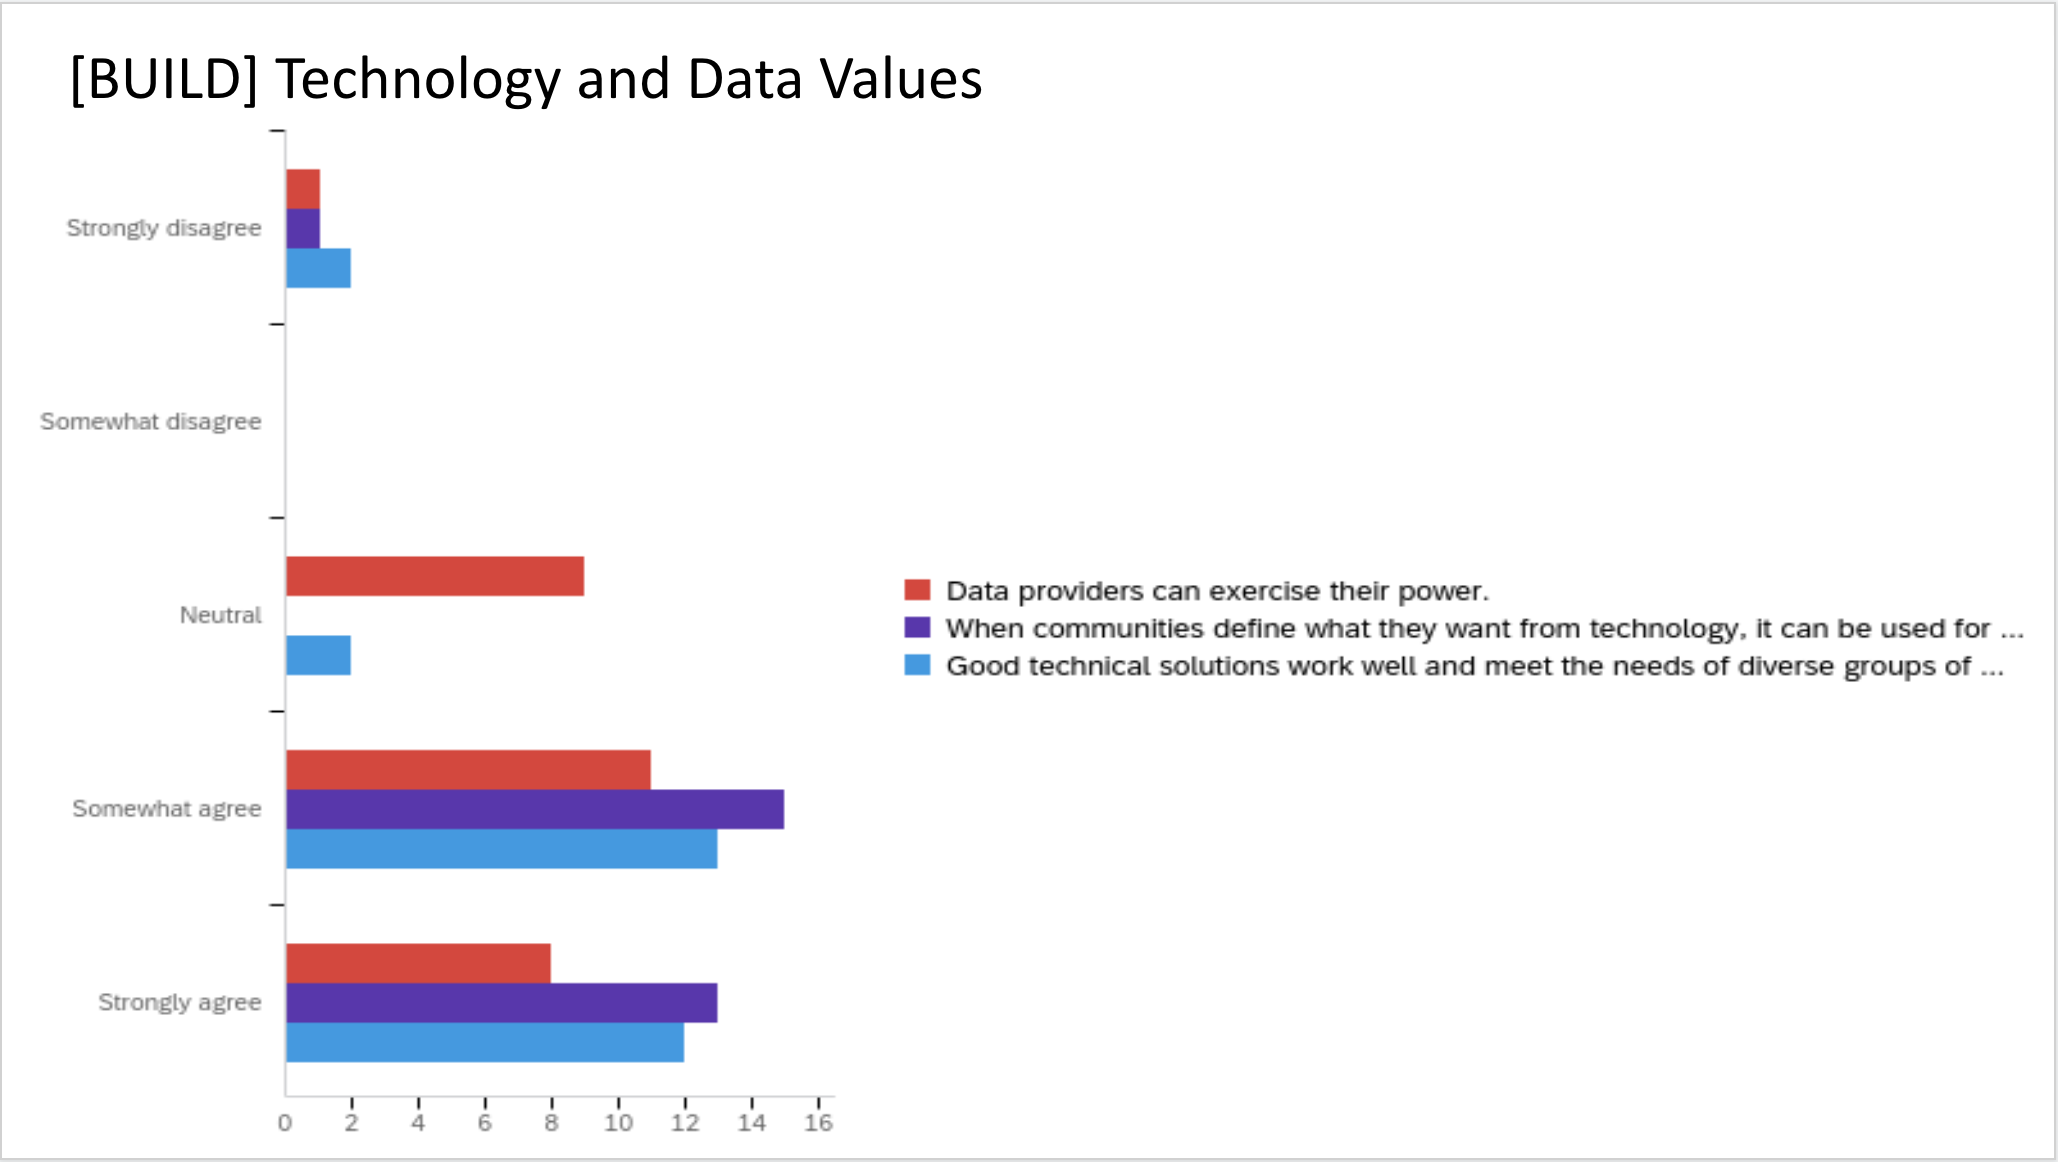 [BUILD] Technology and Data Values
Strongly disagree
Somewhat disagree
Neutral
Somewhat agree
Strongly agree
0 2 4 6 8 10 12 14 16
Data providers can exercise their power.
When communities define what they want from technology, it can be used for ...
Good technical solutions work well and meet the needs of diverse groups of ...